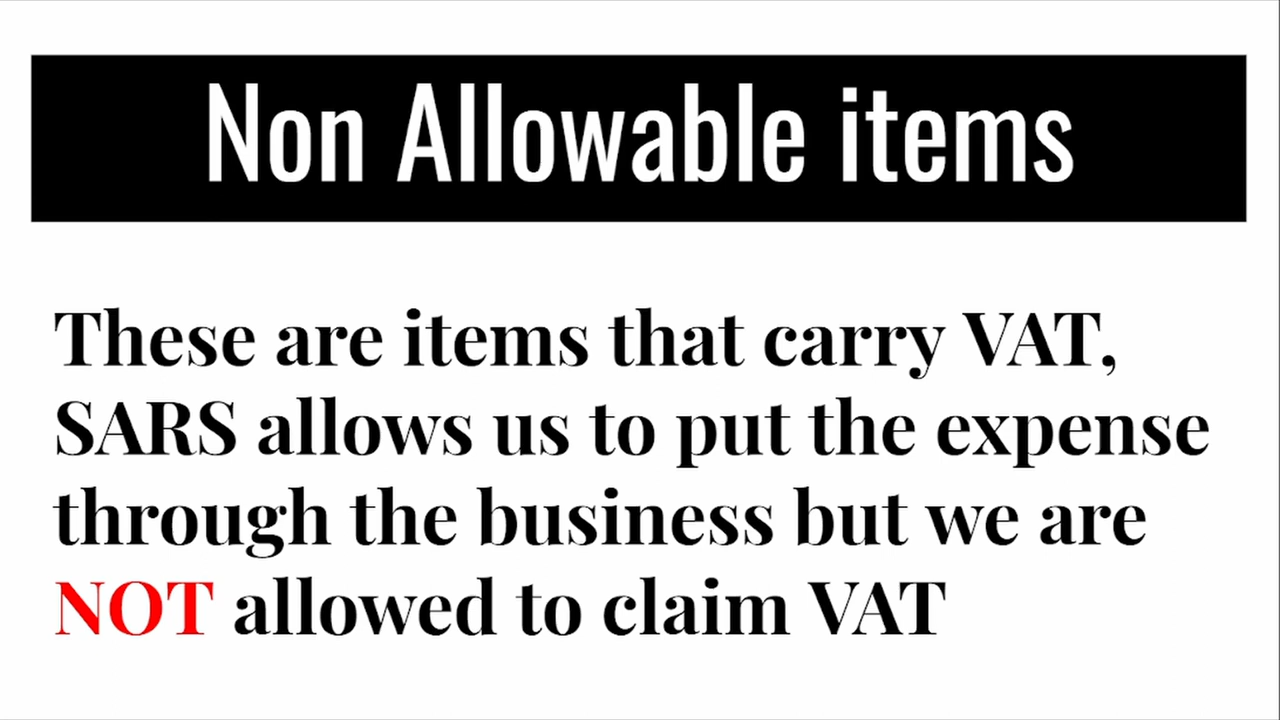 Non Allowable items
These are items that carry VAT,
SARS allows us to put the expense
through the business but we are
NOT allowed to claim VAT